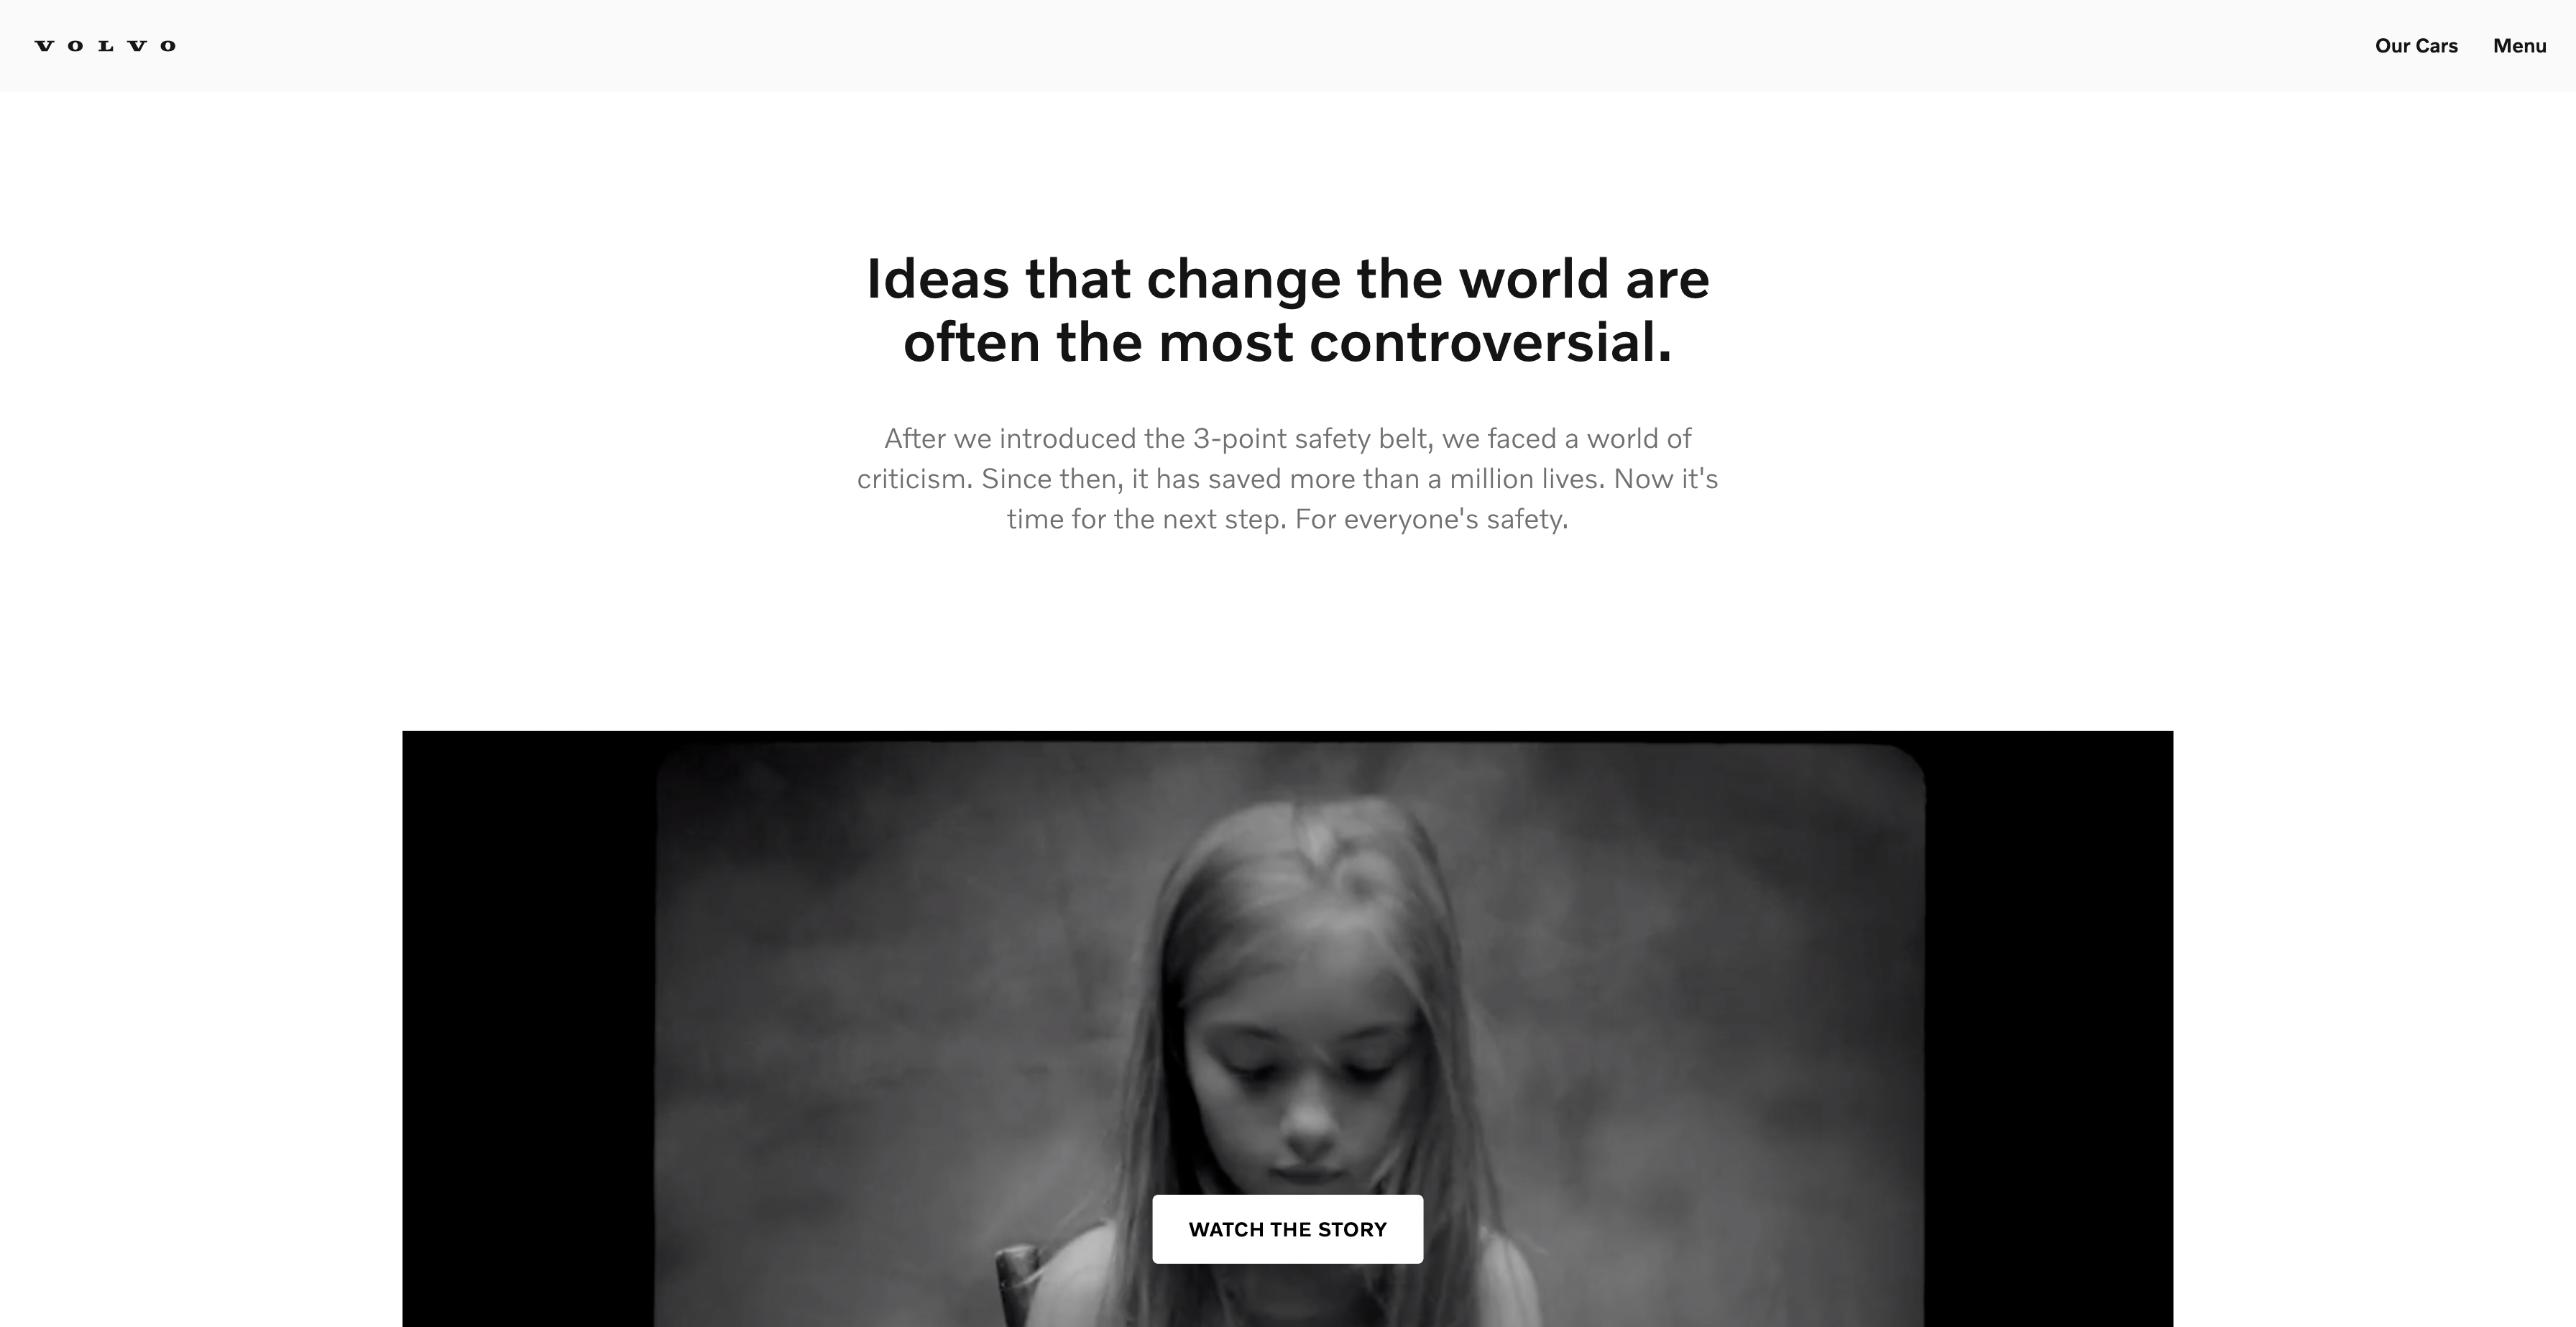 VOLVO
Our Cars
Menu
Ideas that change the world are
often the most controversial.
After we introduced the 3-point safety belt, we faced a world of
criticism. Since then, it has saved more than a million lives. Now it's
time for the next step. For everyone's safety.
WATCH THE STORY